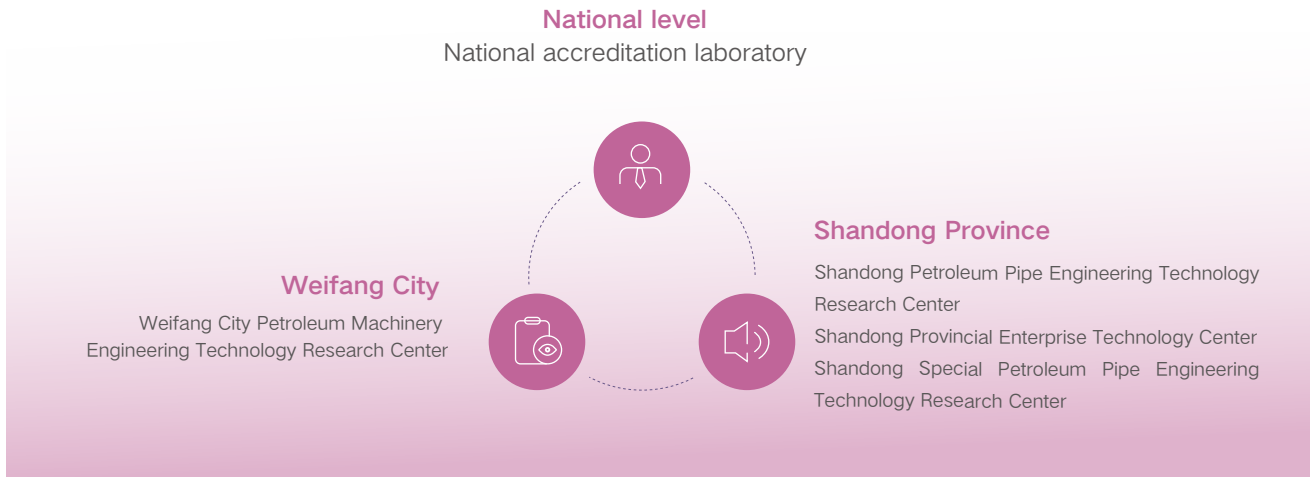 National level
National accreditation laboratory
Shandong Province
Shandong Petroleum Pipe Engineering Technology
Research Center
Shandong Provincial Enterprise Technology Center
Shandong Special Petroleum Pipe Engineering
Technology Research Center
Weifang City
Weifang City Petroleum Machinery
Engineering Technology Research Center